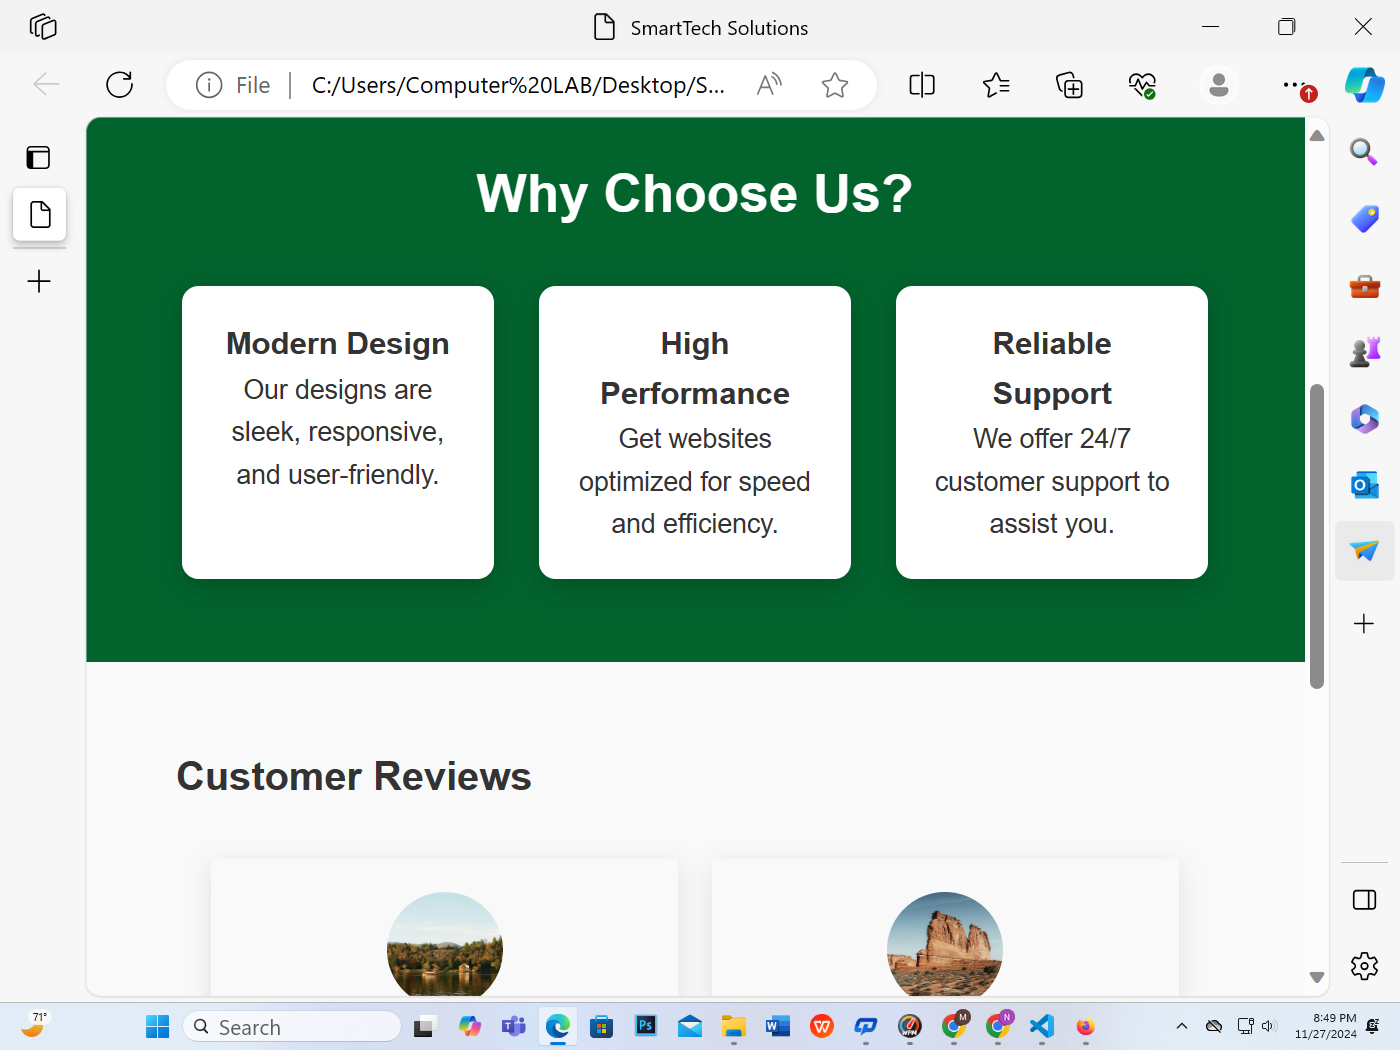 SmartTech Solutions
File
C:/Users/Computer%20LAB/Desktop/S...
Why Choose Us?
Modern Design
Our designs are
sleek, responsive,
and user-friendly.
High
Performance
Get websites
optimized for speed
and efficiency.
Reliable
Support
We offer 24/7
customer support to
assist you.
Customer Reviews
71°
Search
Ps
W
WFM
M
N
8:49 PM
11/27/2024